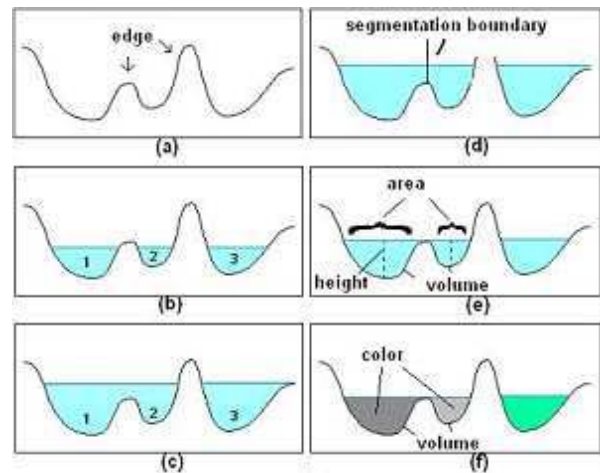 edge
(a)
segmentation boundary
(d)
1 2 3
(b)
area
height volume
(e)
1 2 3
(c)
color
volume
(f)